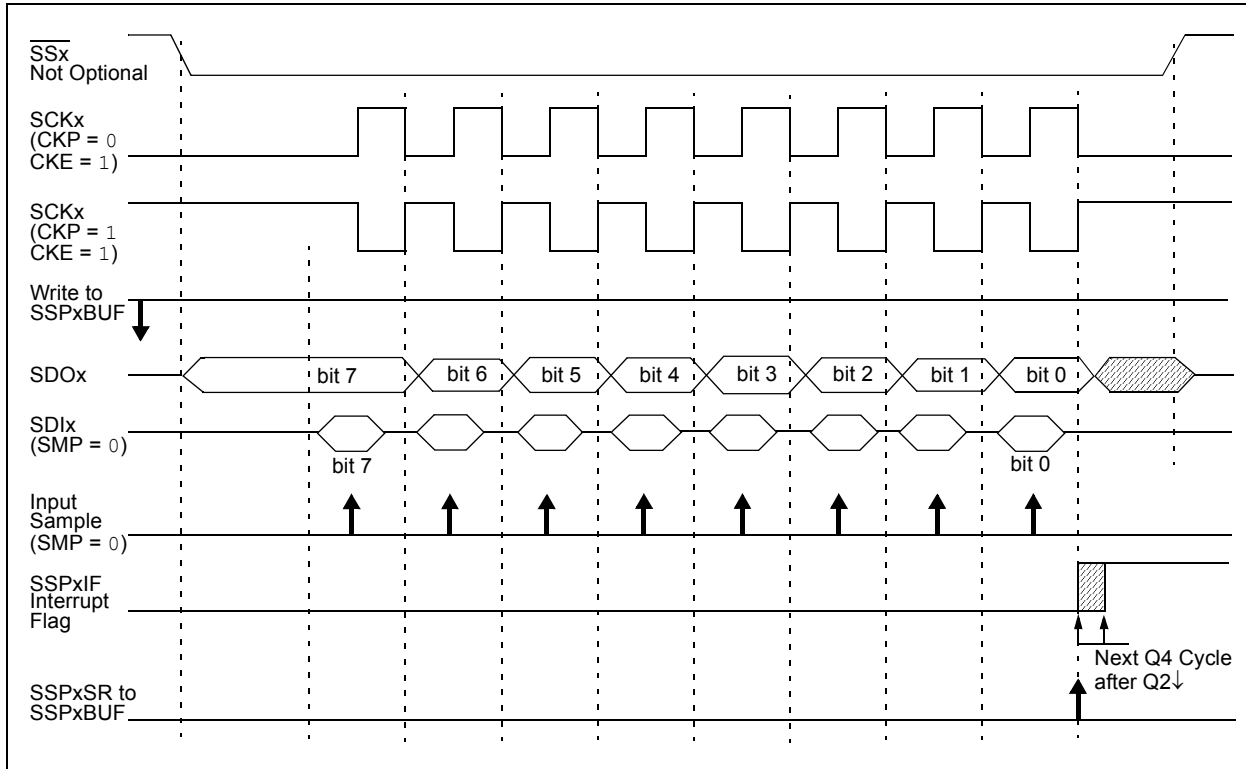 SSx
Not Optional
SCKx
(CKP = 0
CKE = 1)
SCKx
(CKP = 1
CKE = 1)
Write to
SSPxBUF
SDOx
bit 7
bit 6
bit 5
bit 4
bit 3
bit 2
bit 1
bit 0
SDIx
(SMP = 0)
bit 7
bit 0
Input
Sample
(SMP = 0)
SSPxIF
Interrupt
Flag
Next Q4 Cycle
after Q2↓
SSPxSR to
SSPxBUF